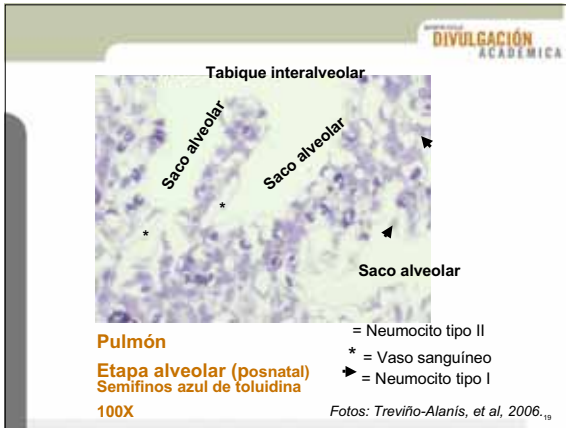 DIVULGACIÓN
ACADÉMICA
Tabique interalveolar
Saco alveolar
Saco alveolar
*
*
Saco alveolar
Pulmón
Etapa alveolar (posnatal)
Semifinos azul de toluidina
100X
= Neumocito tipo II
* = Vaso sanguíneo
= Neumocito tipo I
Fotos: Treviño-Alanís, et al, 2006.
19